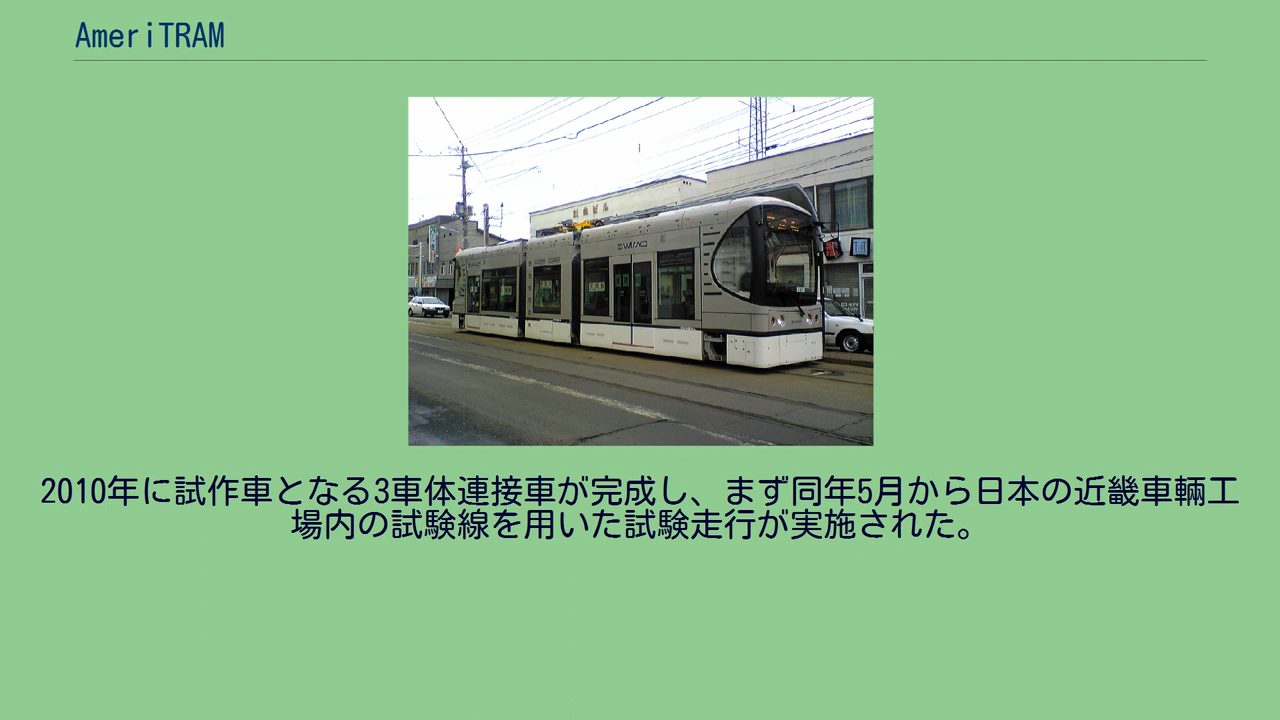 AmeriTRAM
SWIMO
2010年に試作車となる3車体連接車が完成し、まず同年5月から日本の近畿車輛工
場内の試験線を用いた試験走行が実施された。